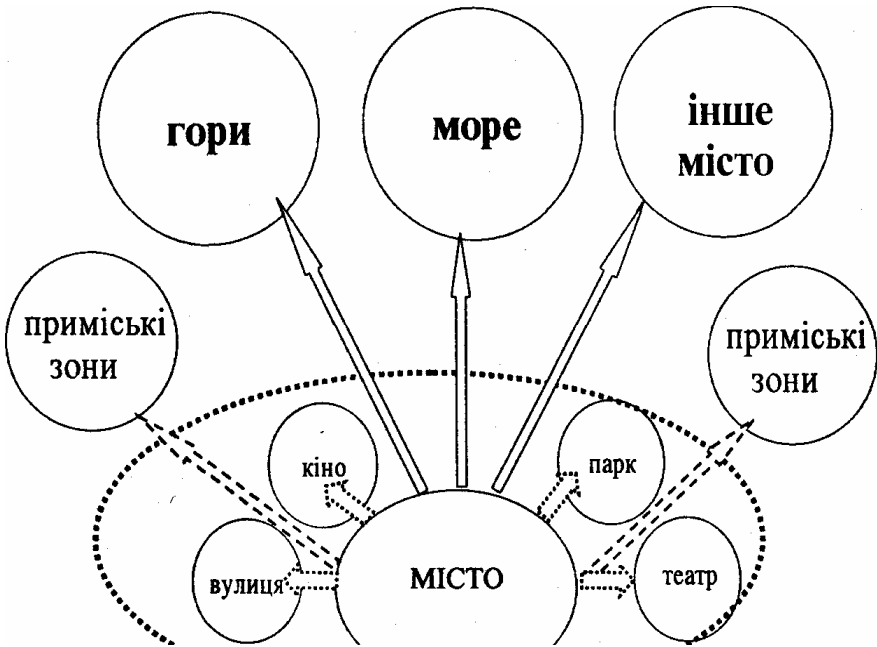 гори
море
інше
місто
приміські
зони
приміські
зони
кіно
парк
вулиця
МІСТО
театр